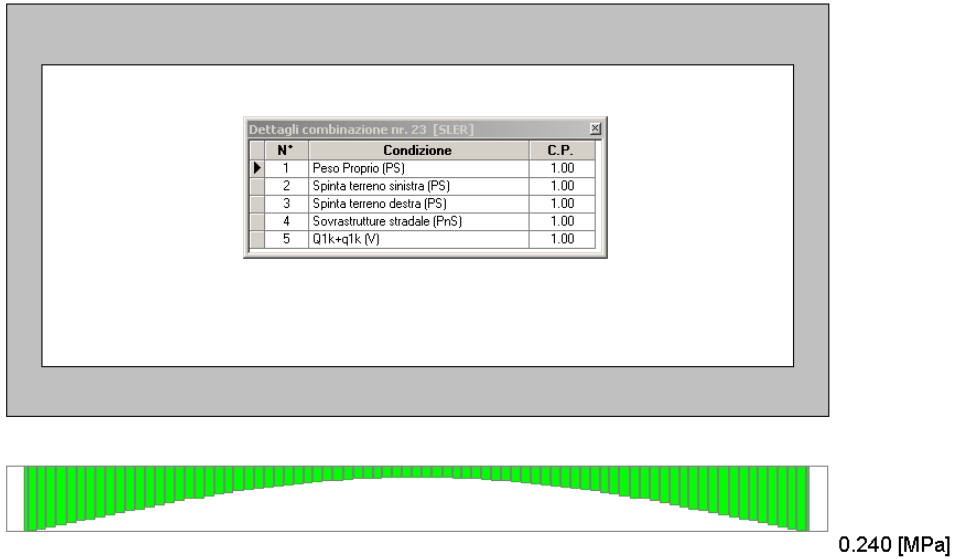 Dettagli combinazione nr. 23 [SLER]
N° Condizione C.P.
1 Peso Proprio (PS) 1.00
2 Spinta terreno sinistra (PS) 1.00
3 Spinta terreno destra (PS) 1.00
4 Sovrastrutture stradale (PnS) 1.00
5 Q1k+q1k (V) 1.00
0.240 [MPa]